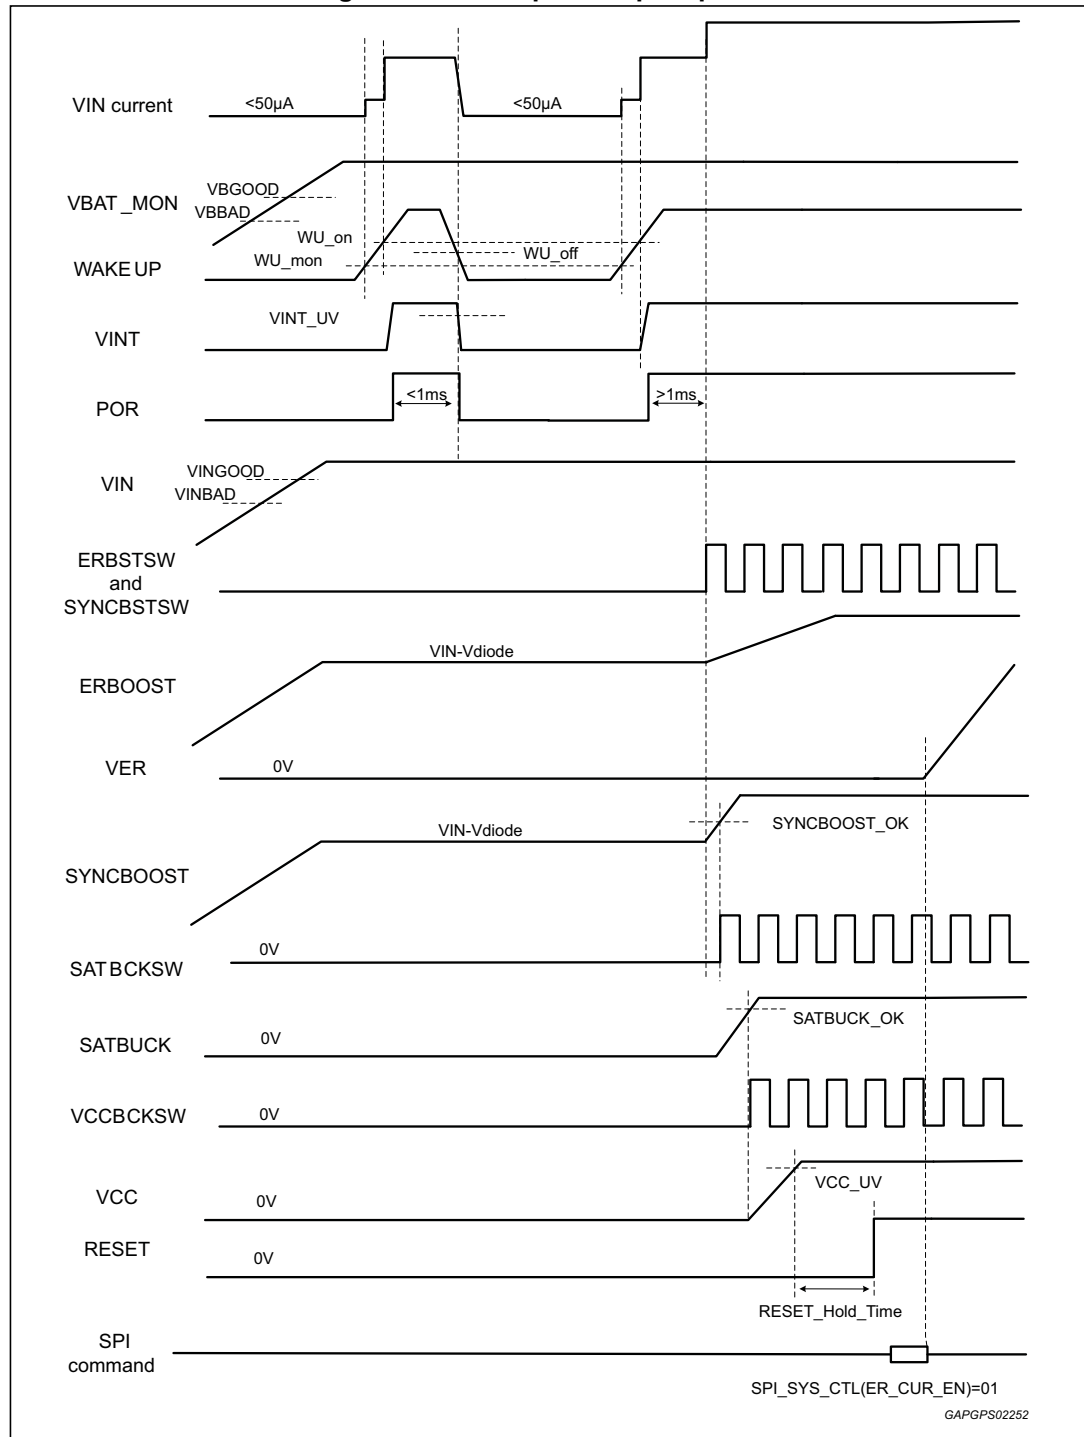 VIN current
<50µA
<50µA
VBAT_MON
VBGOOD
VBBAD
WAKE UP
WU_on
WU_mon
WU_off
VINT
VINT_UV
POR
<1ms
>1ms
VIN
VINGOOD
VINBAD
ERBSTSW
and
SYNCBSTSW
ERBOOST
VIN-Vdiode
VER
0V
SYNCBOOST
VIN-Vdiode
SYNCBOOST_OK
SATBCKSW
0V
SATBUCK
0V
SATBUCK_OK
VCCBCKSW
0V
VCC
0V
VCC_UV
RESET
0V
RESET_Hold_Time
SPI
command
SPI_SYS_CTL(ER_CUR_EN)=01
GAPGPS02252